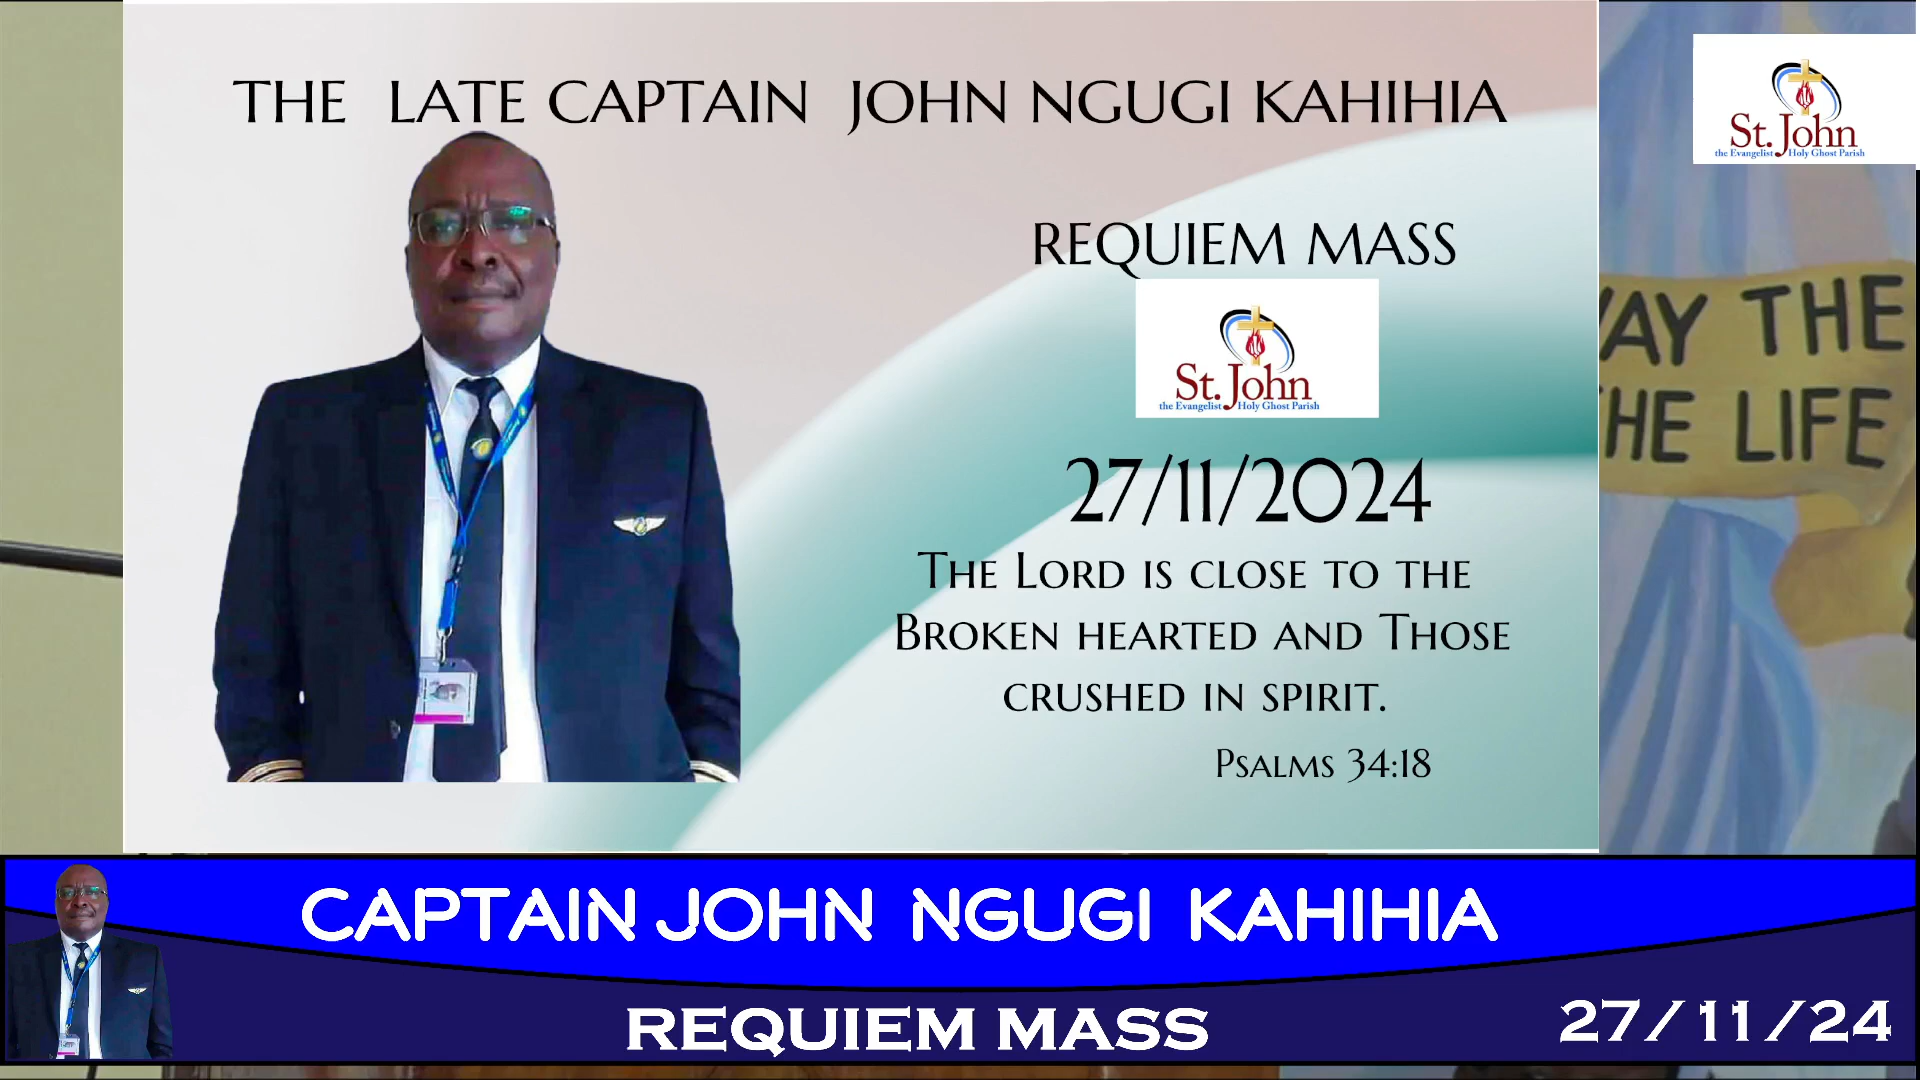 THE LATE CAPTAIN JOHN NGUGI KAHIHIA
REQUIEM MASS
St. John
the Evangelist Holy Ghost Parish
27/11/2024
THE LORD IS CLOSE TO THE
BROKEN HEARTED AND THOSE
CRUSHED IN SPIRIT.
PSALMS 34:18
St. John
the Evangelist Holy Ghost Parish
THE
HE LIFE
CAPTAIN JOHN NGUGI KAHIHIA
REQUIEM MASS
27/11/24